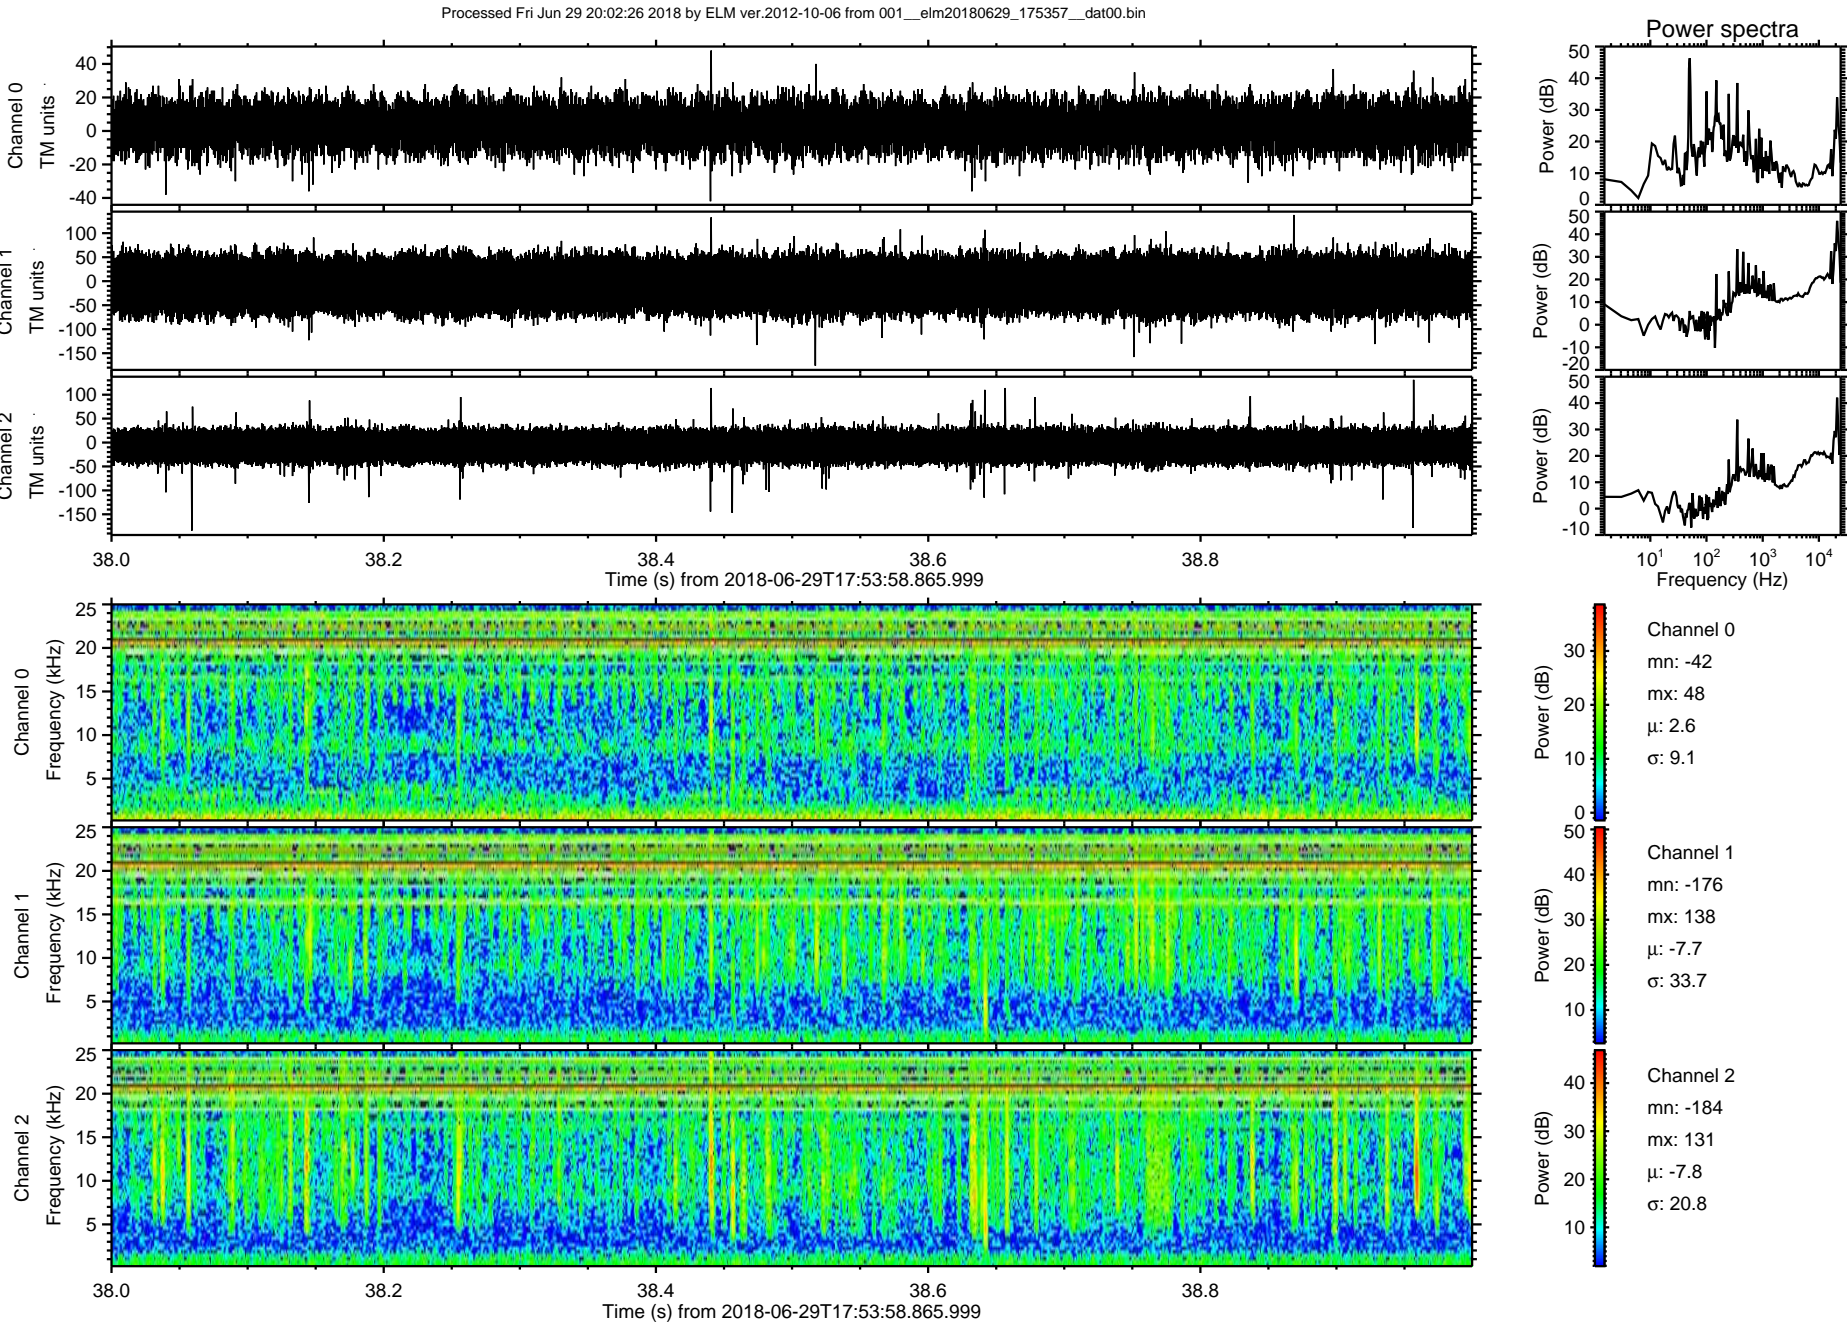 Processed Fri Jun 29 20:02:26 2018 by ELM ver.2012-10-06 from 001__elm20180629_175357__dat00.bin
Power spectra
Channel 0
TM units
40
20
0
-20
-40
Power (dB)
50
40
30
20
10
0
Channel 1
TM units
100
50
0
-50
-100
-150
Power (dB)
50
40
30
20
10
0
-10
-20
Channel 2
TM units
100
50
0
-50
-100
-150
Power (dB)
50
40
30
20
10
0
-10
38.0 38.2 38.4 38.6 38.8
Time (s) from 2018-06-29T17:53:58.865.999
10¹ 10² 10³ 10⁴
Frequency (Hz)
Channel 0
Frequency (kHz)
25
20
15
10
5
Power (dB)
30
20
10
0
Channel 0
mn: -42
mx: 48
μ: 2.6
σ: 9.1
Channel 1
Frequency (kHz)
25
20
15
10
5
Power (dB)
50
40
30
20
10
Channel 1
mn: -176
mx: 138
μ: -7.7
σ: 33.7
Channel 2
Frequency (kHz)
25
20
15
10
5
Power (dB)
40
30
20
10
Channel 2
mn: -184
mx: 131
μ: -7.8
σ: 20.8
38.0 38.2 38.4 38.6 38.8
Time (s) from 2018-06-29T17:53:58.865.999